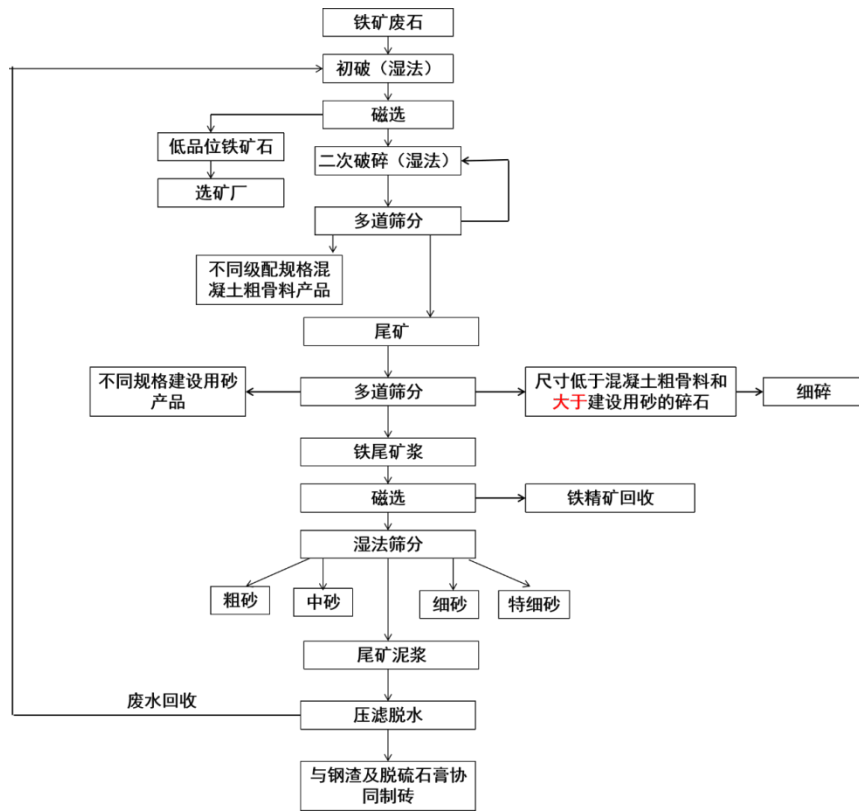 铁矿废石
初破（湿法）
磁选
低品位铁矿石
二次破碎（湿法）
选矿厂
多道筛分
不同级配规格混
凝土粗骨料产品
尾矿
不同规格建设用砂
产品
多道筛分
尺寸低于混凝土粗骨料和
大于建设用砂的碎石
细碎
铁尾矿浆
磁选
铁精矿回收
湿法筛分
粗砂
中砂
细砂
特细砂
尾矿泥浆
废水回收
压滤脱水
与钢渣及脱硫石膏协
同制砖